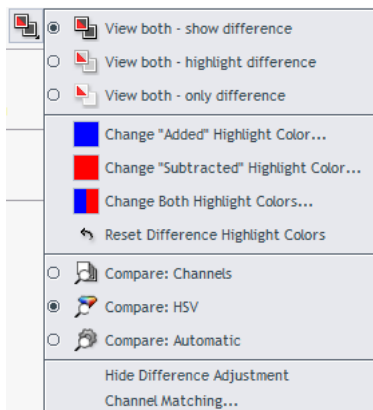 View both - show difference
View both - highlight difference
View both - only difference
Change "Added" Highlight Color...
Change "Subtracted" Highlight Color...
Change Both Highlight Colors...
Reset Difference Highlight Colors
Compare: Channels
Compare: HSV
Compare: Automatic
Hide Difference Adjustment
Channel Matching...